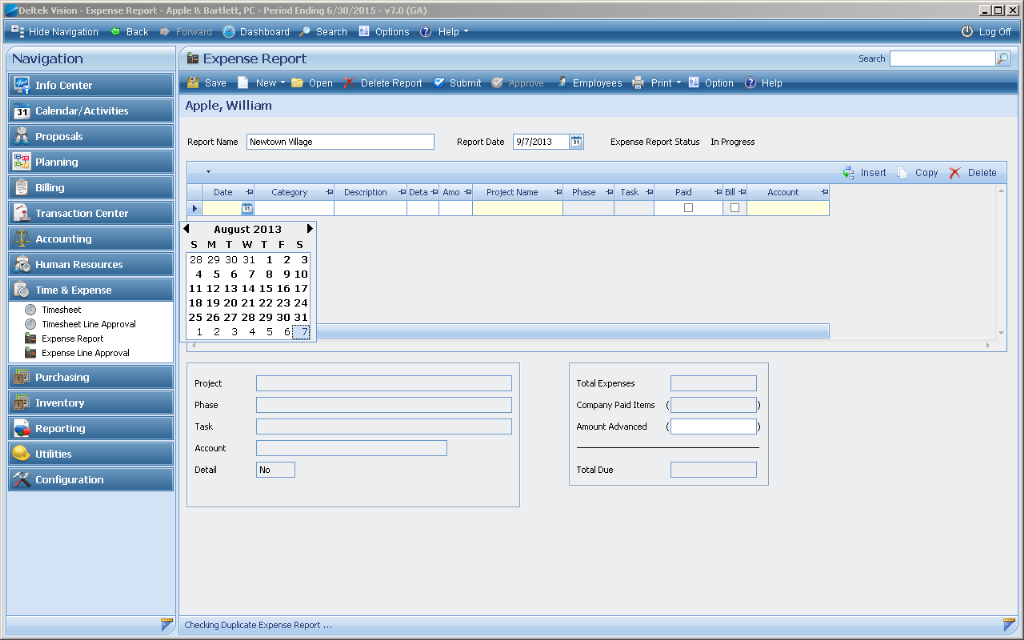 Deltek Vision - Expense Report - Apple & Bartlett, PC - Period Ending 6/30/2015 - v7.0 (GA)
Hide Navigation Back Forward Dashboard Search Options Help Log Off
Navigation
Info Center
31 Calendar/Activities
Proposals
Planning
Billing
Transaction Center
Accounting
Human Resources
Time & Expense
Timesheet
Timesheet Line Approval
Expense Report
Expense Line Approval
Purchasing
Inventory
Reporting
Utilities
Configuration
Expense Report Search
Save New Open Delete Report Submit Approve Employees Print Option Help
Apple, William
Report Name Newtown Village Report Date 9/7/2013 31 Expense Report Status In Progress
Insert Copy Delete
Date Category Description Deta Amo Project Name Phase Task Paid Bill Account
31
August 2013
S M T W T F S
28 29 30 31 1 2 3
4 5 6 7 8 9 10
11 12 13 14 15 16 17
18 19 20 21 22 23 24
25 26 27 28 29 30 31
1 2 3 4 5 6 7
Project
Phase
Task
Account
Detail No
Total Expenses
Company Paid Items ( )
Amount Advanced ( )
Total Due
Checking Duplicate Expense Report ...